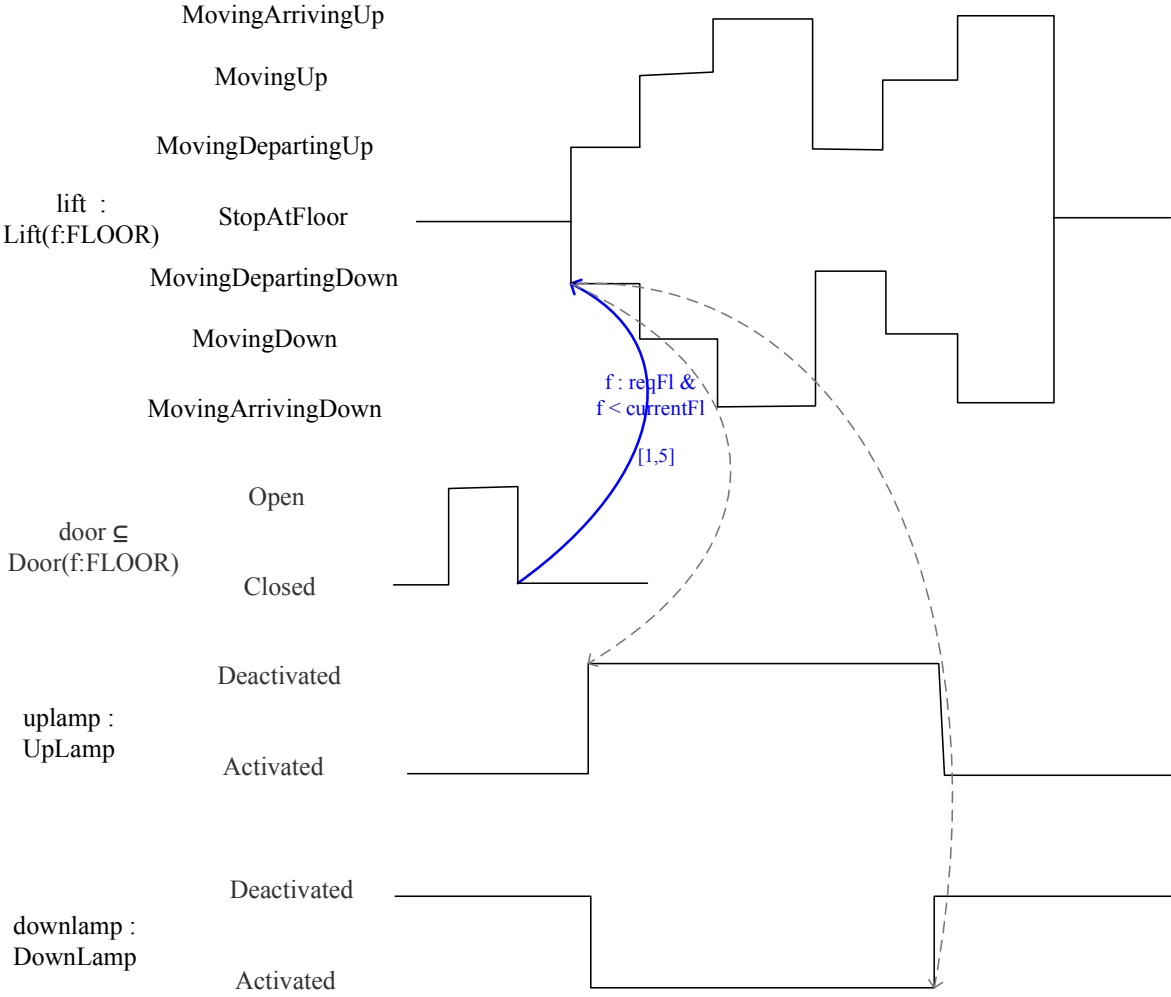 MovingArrivingUp
MovingUp
MovingDepartingUp
lift :
Lift(f:FLOOR)
StopAtFloor
MovingDepartingDown
MovingDown
MovingArrivingDown
f : reqFl &
f < currentFl
[1,5]
Open
door ⊆
Door(f:FLOOR)
Closed
Deactivated
uplamp :
UpLamp
Activated
Deactivated
downlamp :
DownLamp
Activated